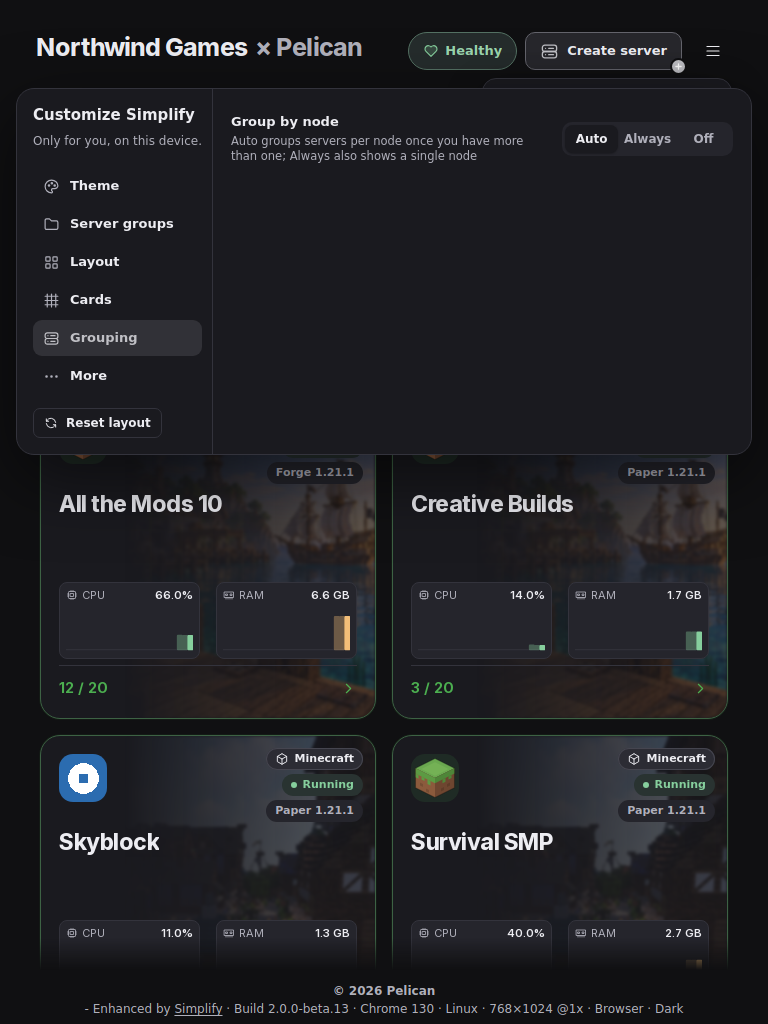 Northwind Games × Pelican
Healthy
Create server
Customize Simplify
Only for you, on this device.
Theme
Server groups
Layout
Cards
Grouping
More
Reset layout
Group by node
Auto groups servers per node once you have more
than one; Always also shows a single node
Auto
Always
Off
Forge 1.21.1
All the Mods 10
CPU 66.0%
RAM 6.6 GB
12 / 20
Paper 1.21.1
Creative Builds
CPU 14.0%
RAM 1.7 GB
3 / 20
Minecraft
Running
Paper 1.21.1
Skyblock
CPU 11.0%
RAM 1.3 GB
Minecraft
Running
Paper 1.21.1
Survival SMP
CPU 40.0%
RAM 2.7 GB
© 2026 Pelican
- Enhanced by Simplify · Build 2.0.0-beta.13 · Chrome 130 · Linux · 768×1024 @1x · Browser · Dark